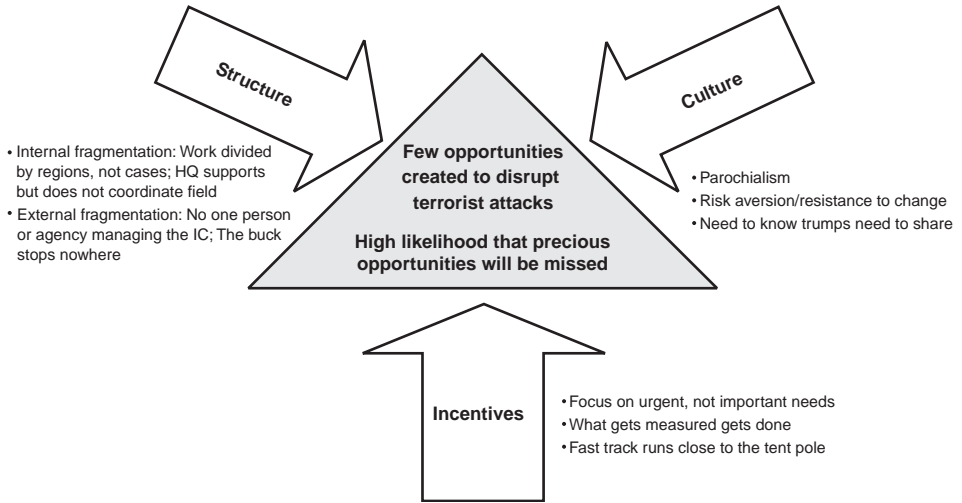 Structure
Culture
• Internal fragmentation: Work divided
by regions, not cases; HQ supports
but does not coordinate field
• External fragmentation: No one person
or agency managing the IC; The buck
stops nowhere
Few opportunities
created to disrupt
terrorist attacks
High likelihood that precious
opportunities will be missed
• Parochialism
• Risk aversion/resistance to change
• Need to know trumps need to share
Incentives
• Focus on urgent, not important needs
• What gets measured gets done
• Fast track runs close to the tent pole